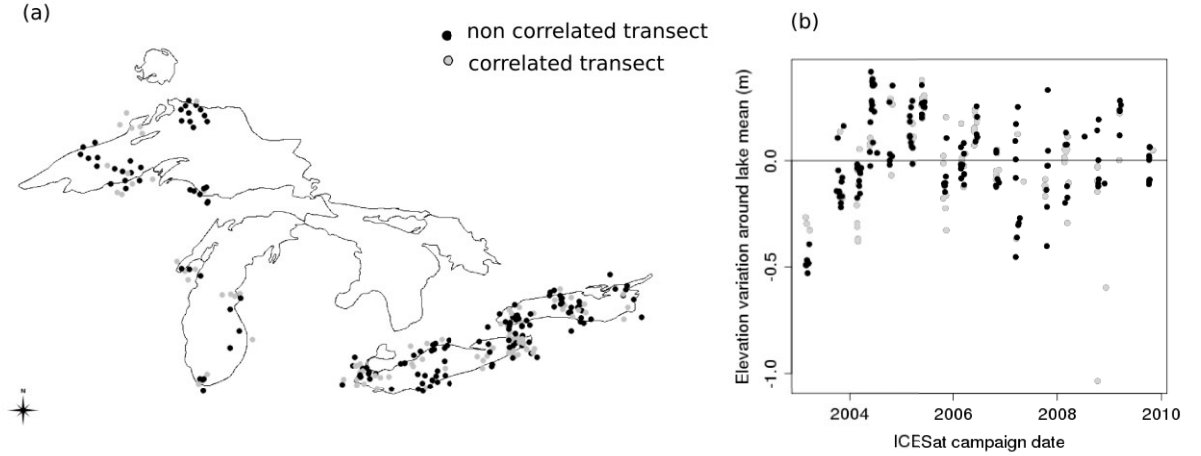 (a)
non correlated transect
correlated transect
N
(b)
Elevation variation around lake mean (m)
0.0
-0.5
-1.0
2004 2006 2008 2010
ICESat campaign date